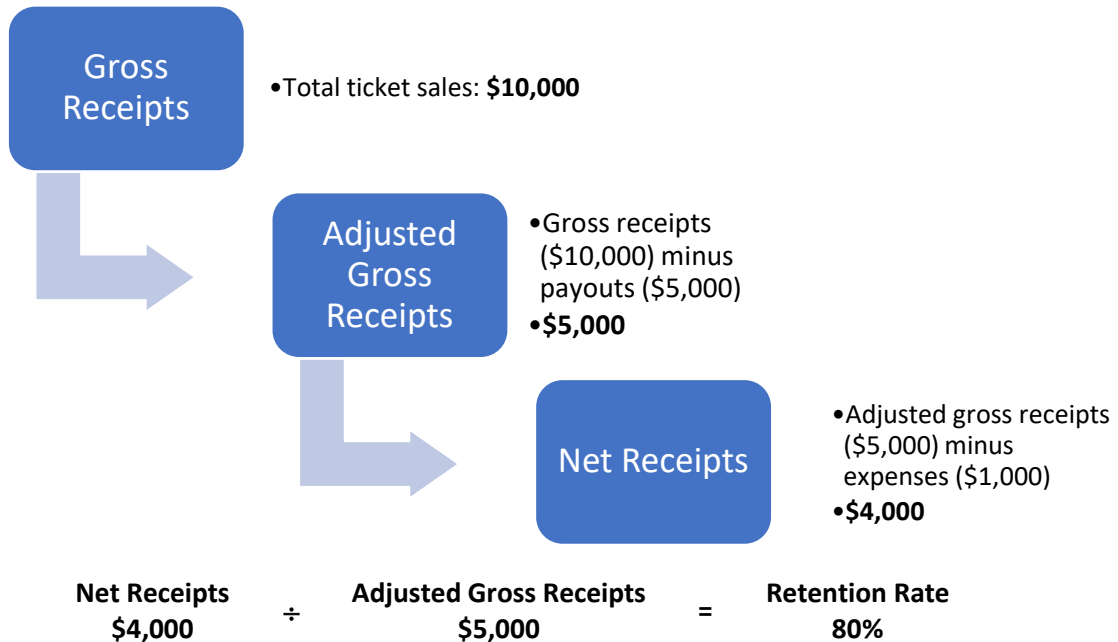 Gross
Receipts
•Total ticket sales: $10,000
Adjusted
Gross
Receipts
•Gross receipts
($10,000) minus
payouts ($5,000)
•$5,000
Net Receipts
•Adjusted gross receipts
($5,000) minus
expenses ($1,000)
•$4,000
Net Receipts ÷ Adjusted Gross Receipts = Retention Rate
$4,000 $5,000 80%